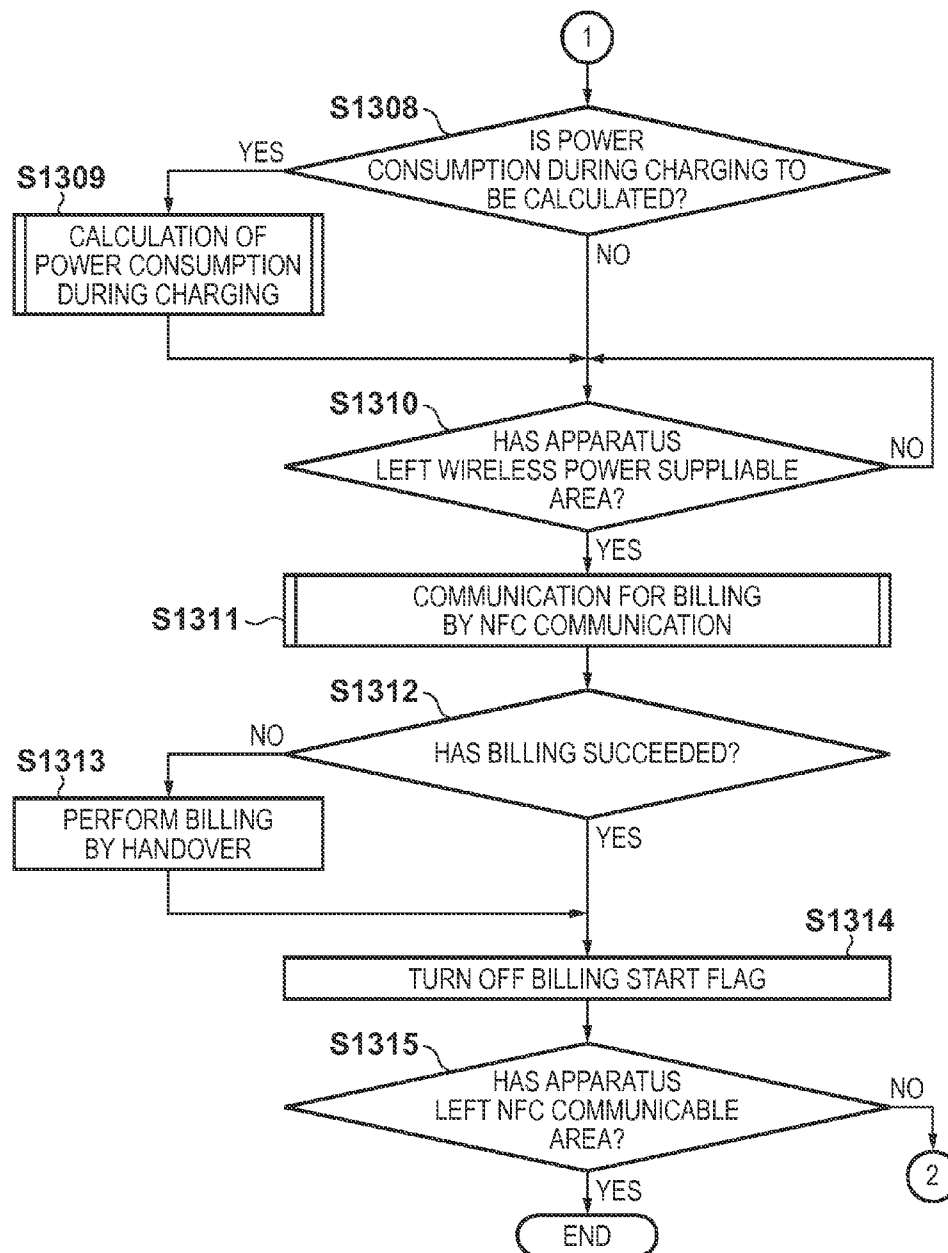 1
S1308
IS POWER
CONSUMPTION DURING CHARGING TO
BE CALCULATED?
YES
NO
S1309
CALCULATION OF
POWER CONSUMPTION
DURING CHARGING
S1310
HAS APPARATUS
LEFT WIRELESS POWER SUPPLIABLE
AREA?
NO
YES
S1311
COMMUNICATION FOR BILLING
BY NFC COMMUNICATION
S1312
HAS BILLING SUCCEEDED?
NO
YES
S1313
PERFORM BILLING
BY HANDOVER
S1314
TURN OFF BILLING START FLAG
S1315
HAS APPARATUS
LEFT NFC COMMUNICABLE
AREA?
NO
2
YES
END